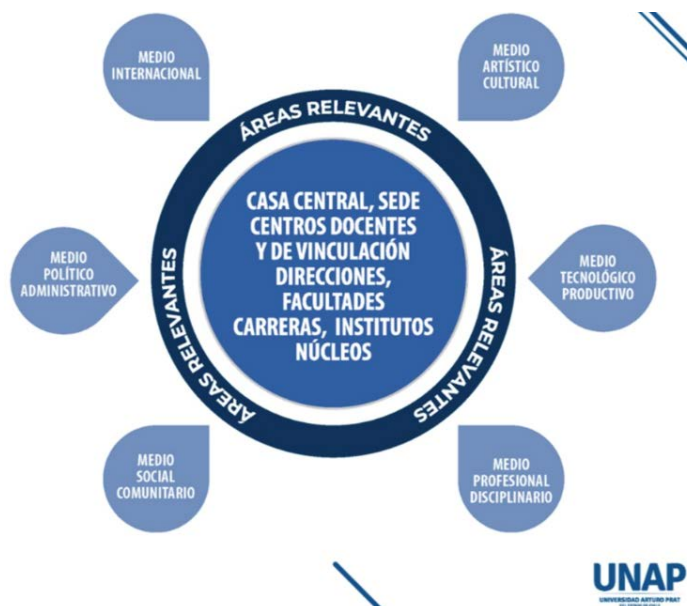 MEDIO
INTERNACIONAL
MEDIO
ARTÍSTICO
CULTURAL
ÁREAS RELEVANTES
CASA CENTRAL, SEDE
CENTROS DOCENTES
Y DE VINCULACIÓN
DIRECCIONES,
FACULTADES
CARRERAS, INSTITUTOS
NÚCLEOS
MEDIO
POLÍTICO
ADMINISTRATIVO
ÁREAS RELEVANTES
ÁREAS RELEVANTES
MEDIO
TECNOLÓGICO
PRODUCTIVO
MEDIO
SOCIAL
COMUNITARIO
MEDIO
PROFESIONAL
DISCIPLINARIO
UNAP
UNIVERSIDAD ARTURO PRAT